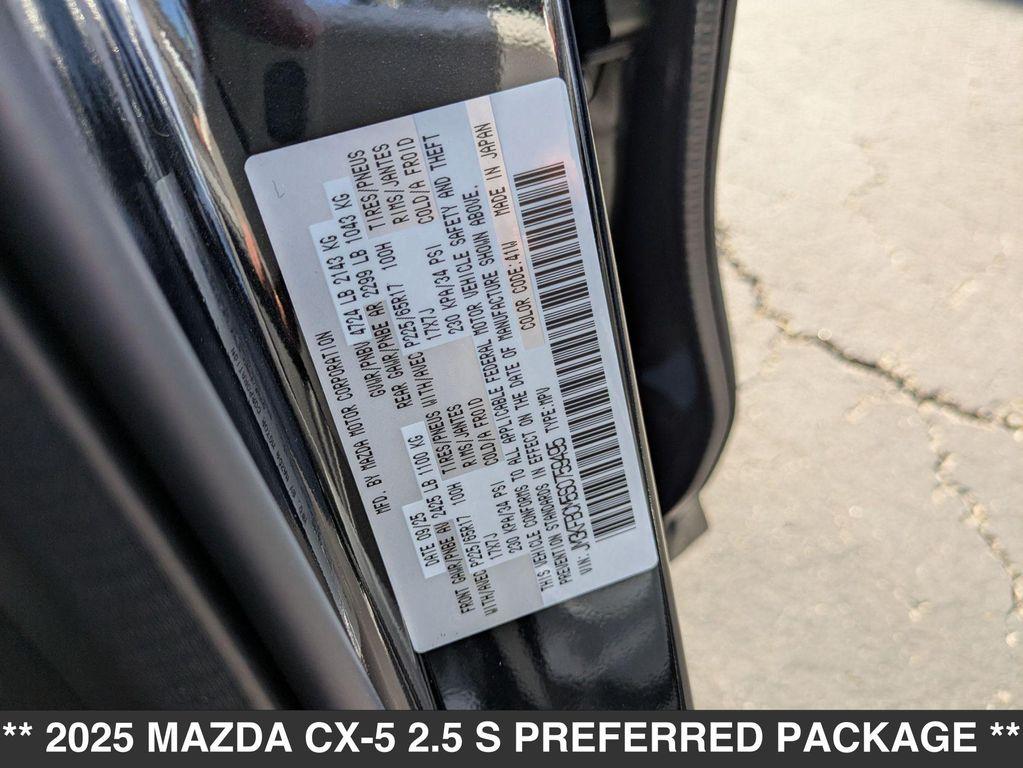 MFD. BY MAZDA MOTOR CORPORATION
DATE 09/25 GVWR/PNBV 4724 LB 2143 KG
FRONT GAWR/PNBE AV 2425 LB 1100 KG REAR GAWR/PNBE AR 2299 LB 1043 KG
WITH/AVEC P225/65R17 100H TIRES/PNEUS WITH/AVEC P225/65R17 100H TIRES/PNEUS
17X7J RIMS/JANTES 17X7J RIMS/JANTES
230 KPA/34 PSI COLD/A FROID 230 KPA/34 PSI COLD/A FROID
THIS VEHICLE CONFORMS TO ALL APPLICABLE FEDERAL MOTOR VEHICLE SAFETY AND THEFT
PREVENTION STANDARDS IN EFFECT ON THE DATE OF MANUFACTURE SHOWN ABOVE.
VIN: JM3KFBCM5S0759495 TYPE:MPV COLOR CODE:41W MADE IN JAPAN
** 2025 MAZDA CX-5 2.5 S PREFERRED PACKAGE **